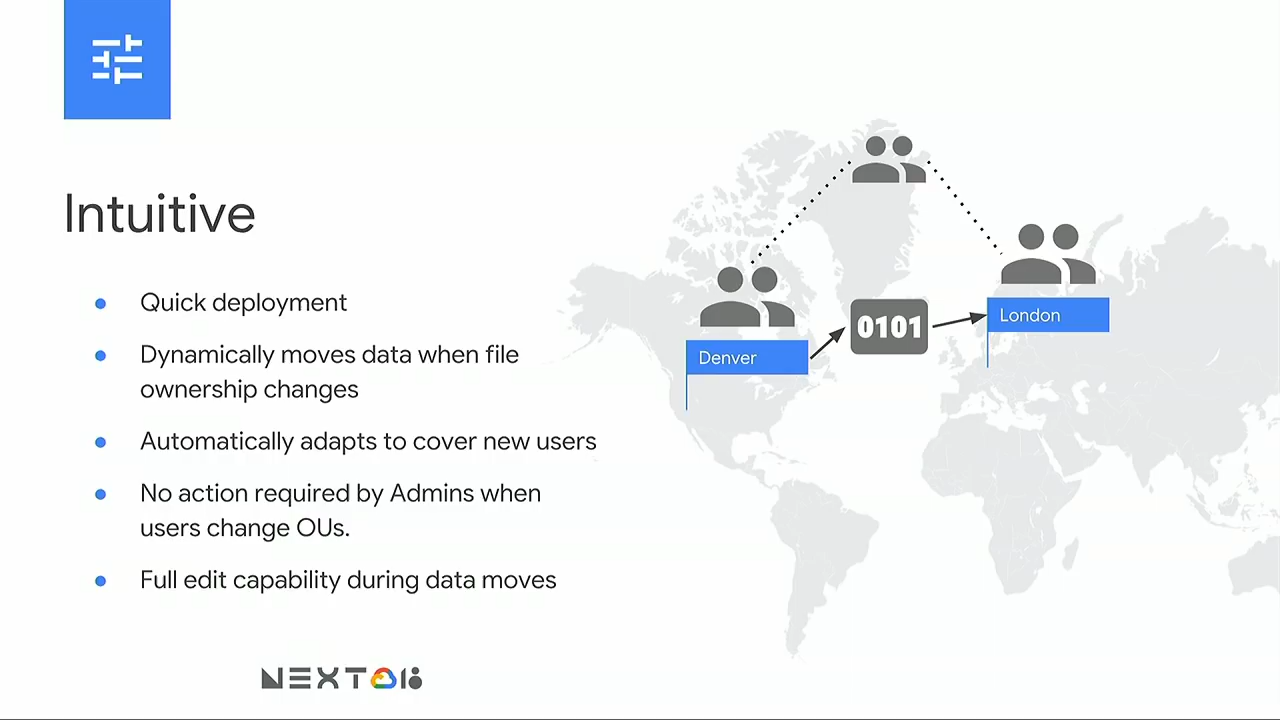 Intuitive
Quick deployment
Dynamically moves data when file
ownership changes
Automatically adapts to cover new users
No action required by Admins when
users change OUs.
Full edit capability during data moves
Denver
0101
London
NEXT 18